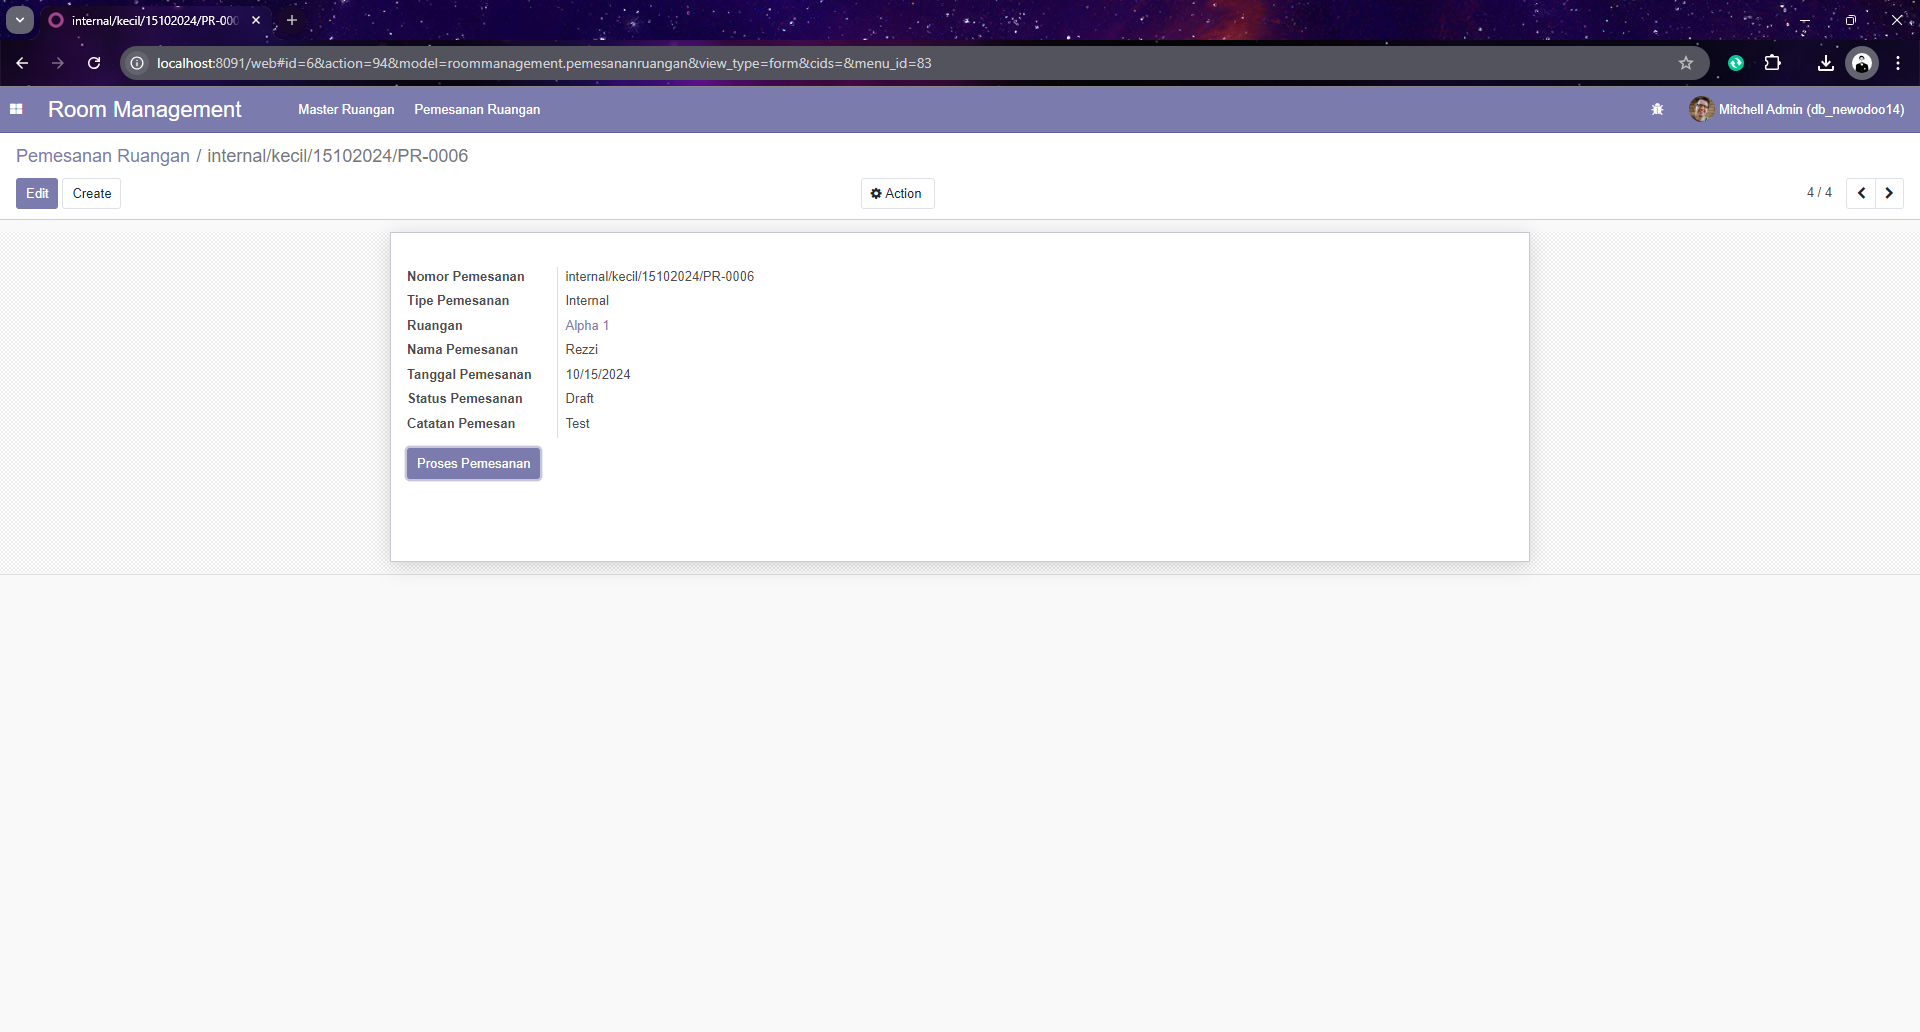 internal/kecil/15102024/PR-000
localhost:8091/web#id=6&action=94&model=roommanagement.pemesananruangan&view_type=form&cids=&menu_id=83
Room Management Master Ruangan Pemesanan Ruangan Mitchell Admin (db_newodoo14)
Pemesanan Ruangan / internal/kecil/15102024/PR-0006
Edit Create Action 4 / 4
Nomor Pemesanan internal/kecil/15102024/PR-0006
Tipe Pemesanan Internal
Ruangan Alpha 1
Nama Pemesanan Rezzi
Tanggal Pemesanan 10/15/2024
Status Pemesanan Draft
Catatan Pemesan Test
Proses Pemesanan